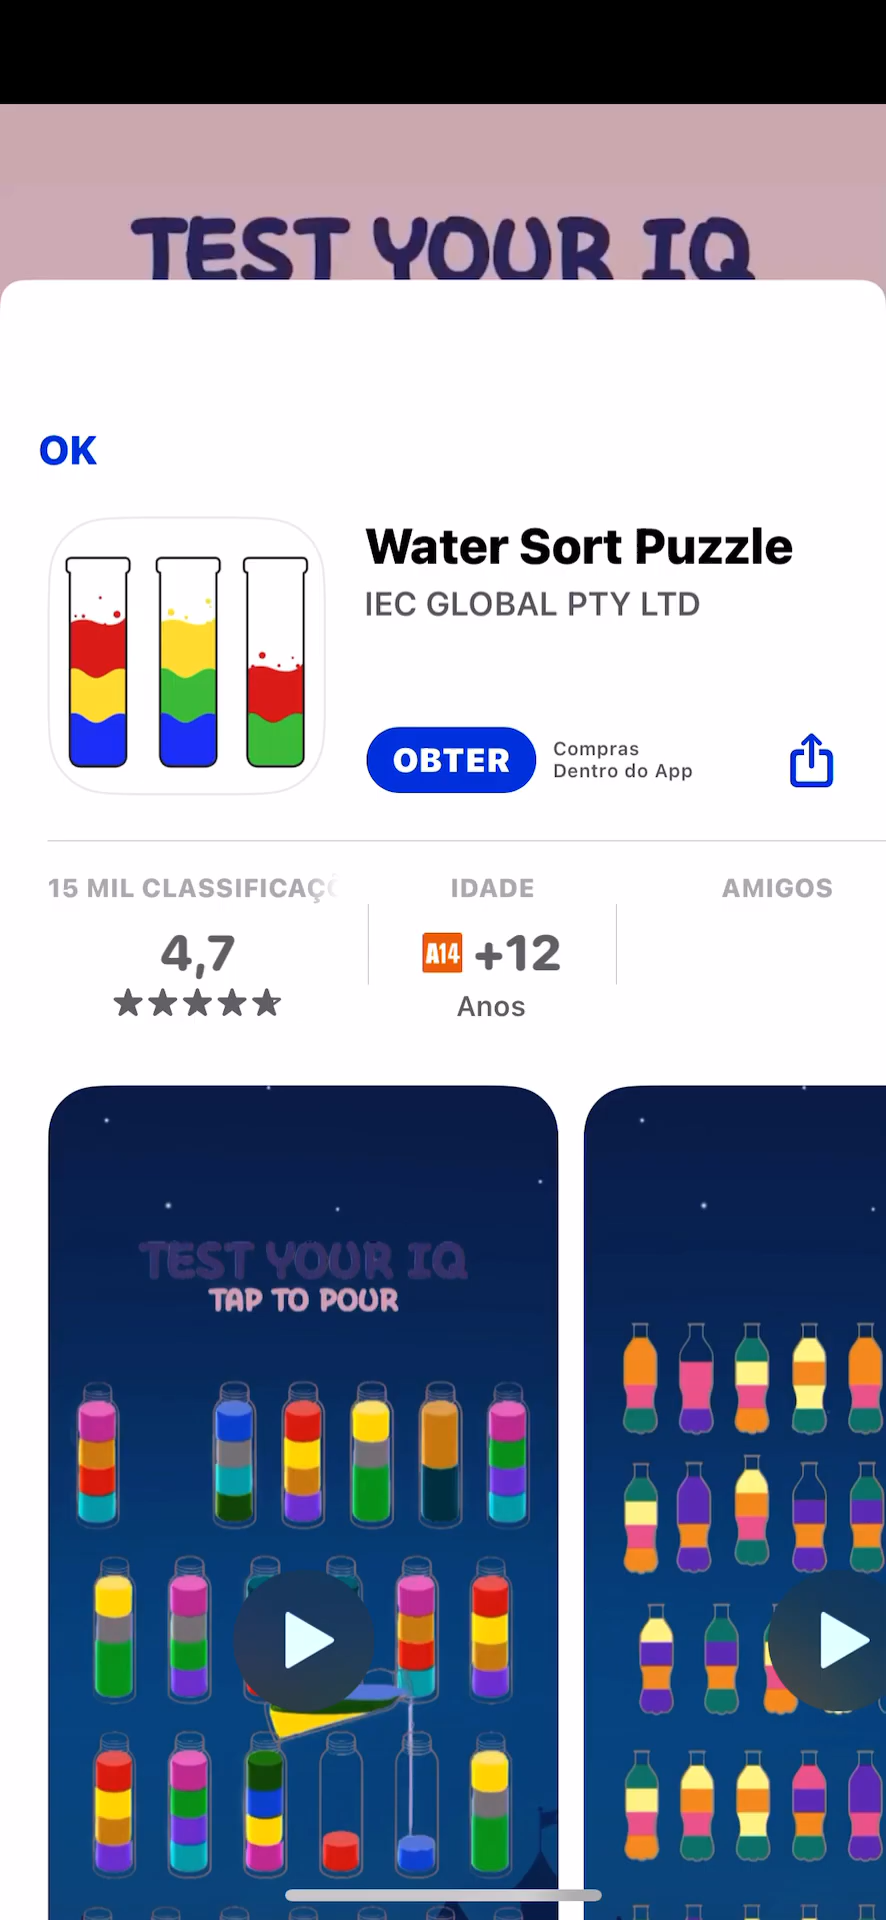 TEST YOUR IQ
OK
Water Sort Puzzle
IEC GLOBAL PTY LTD
OBTER
Compras
Dentro do App
15 MIL CLASSIFICAÇÕ
IDADE
AMIGOS
4,7
A14 +12
Anos
TEST YOUR IQ
TAP TO POUR